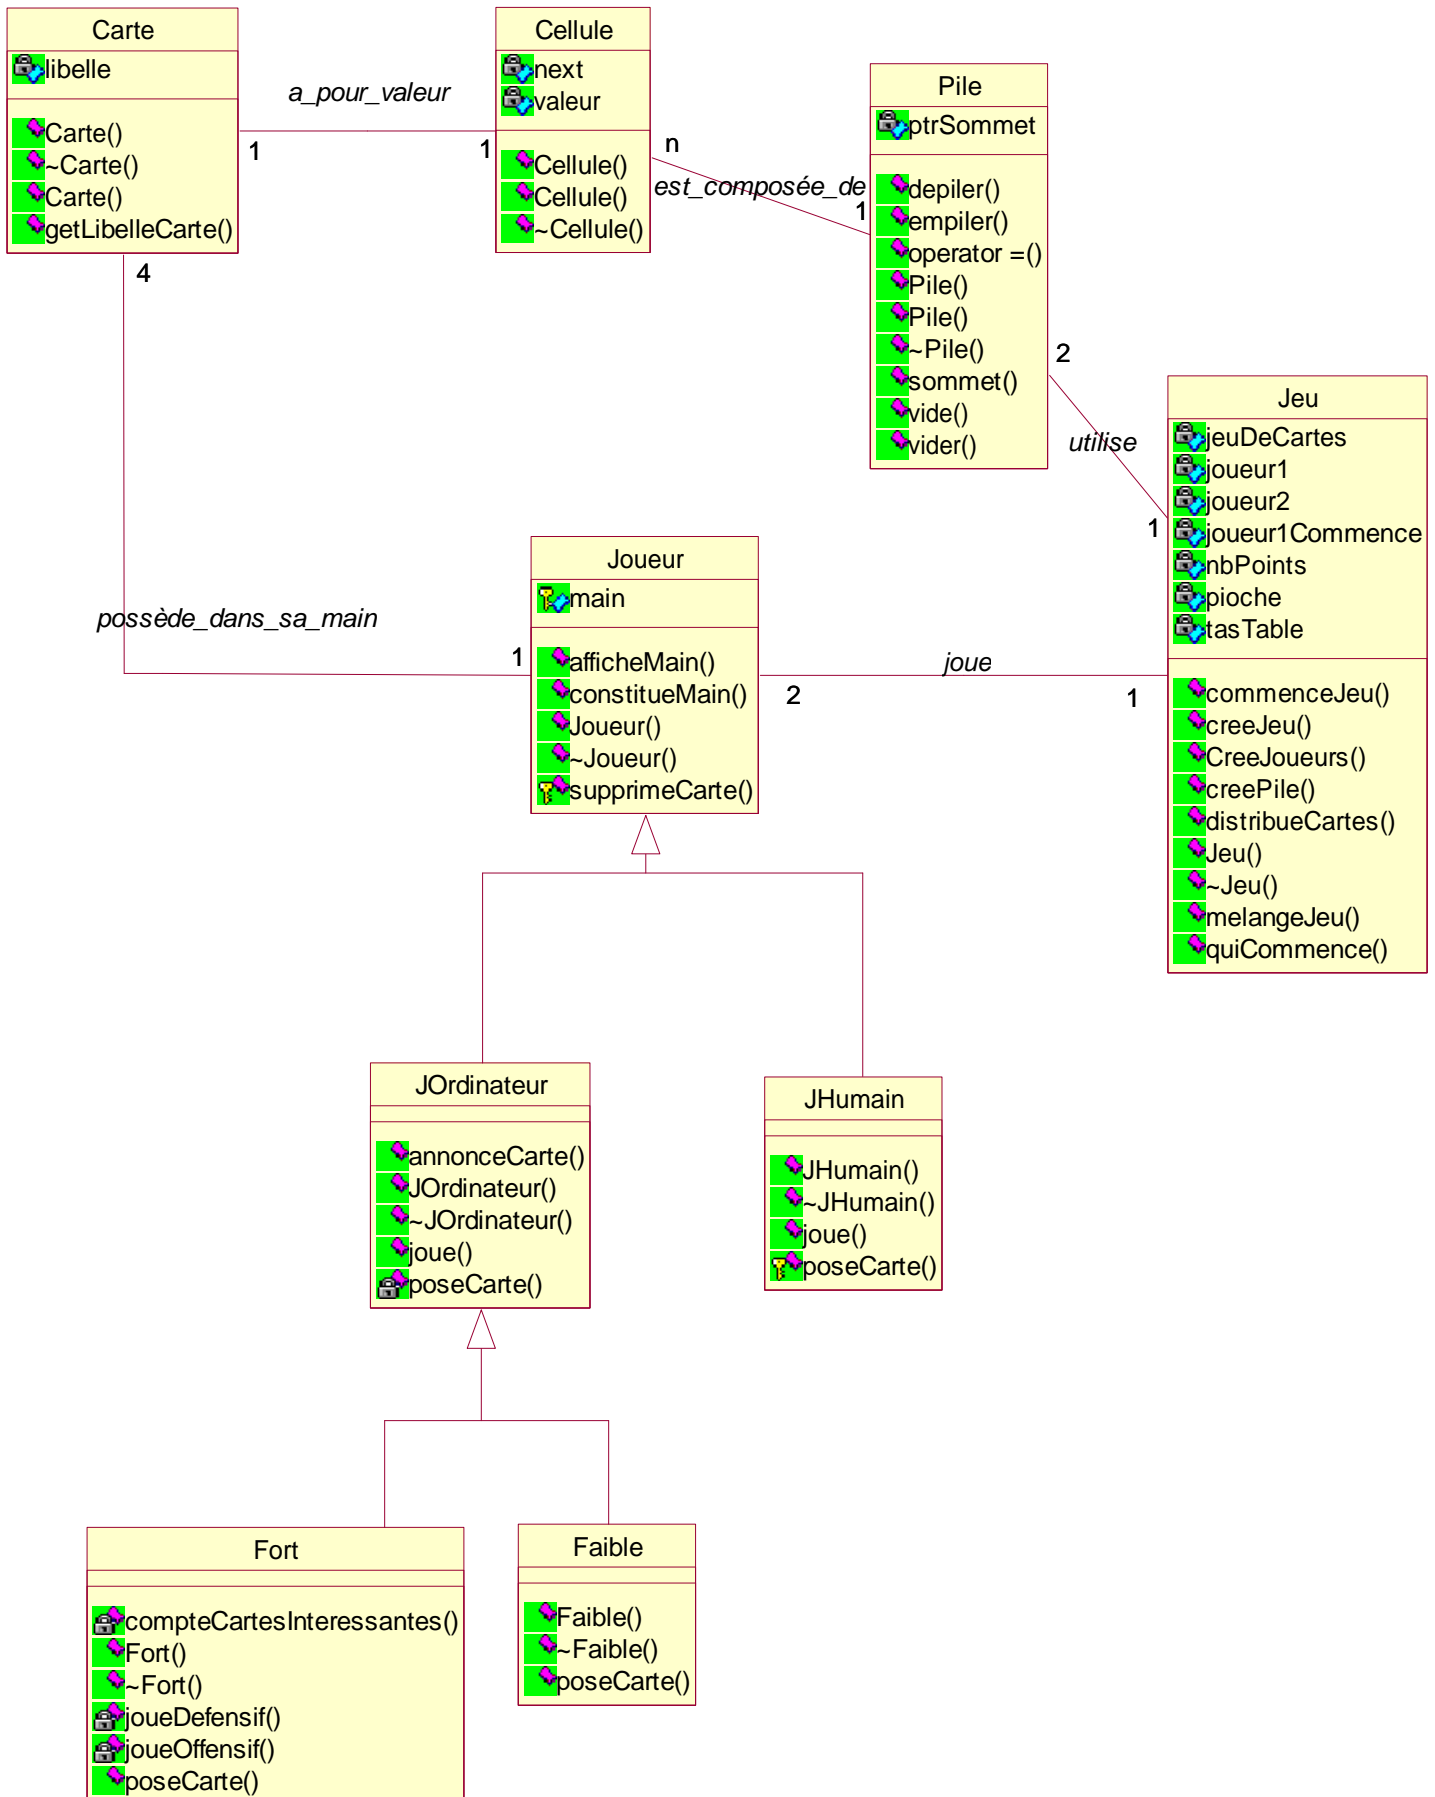 Carte
libelle
Carte()
~Carte()
Carte()
getLibelleCarte()
a_pour_valeur
1
1
Cellule
next
valeur
Cellule()
Cellule()
~Cellule()
n
est_composée_de
1
Pile
ptrSommet
depiler()
empiler()
operator =()
Pile()
Pile()
~Pile()
sommet()
vide()
vider()
2
utilise
1
Jeu
jeuDeCartes
joueur1
joueur2
joueur1Commence
nbPoints
pioche
tasTable
commenceJeu()
creeJeu()
CreeJoueurs()
creePile()
distribueCartes()
Jeu()
~Jeu()
melangeJeu()
quiCommence()
4
possède_dans_sa_main
1
Joueur
main
afficheMain()
constitueMain()
Joueur()
~Joueur()
supprimeCarte()
joue
2
1
JOrdinateur
annonceCarte()
JOrdinateur()
~JOrdinateur()
joue()
poseCarte()
JHumain
JHumain()
~JHumain()
joue()
poseCarte()
Fort
compteCartesInteressantes()
Fort()
~Fort()
joueDefensif()
joueOffensif()
poseCarte()
Faible
Faible()
~Faible()
poseCarte()